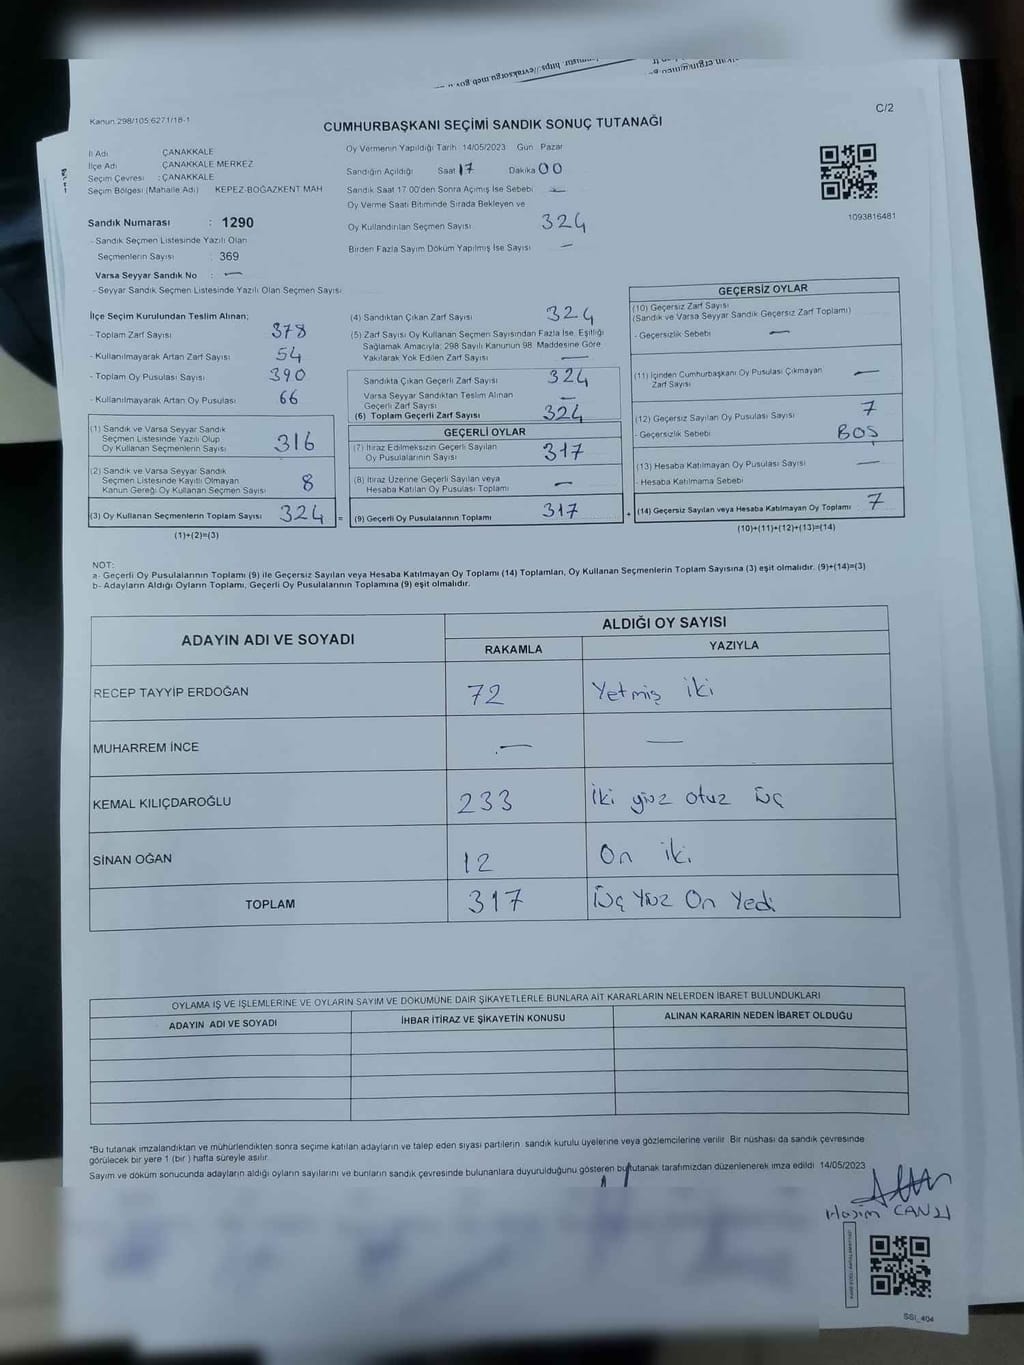 C/2
Kanun 298/105.6271/18-1
CUMHURBAŞKANI SEÇİMİ SANDIK SONUÇ TUTANAĞI
İl Adı ÇANAKKALE
İlçe Adı ÇANAKKALE MERKEZ
Seçim Çevresi : ÇANAKKALE
Seçim Bölgesi (Mahalle Adı) KEPEZ-BOĞAZKENT MAH
Sandık Numarası : 1290
- Sandık Seçmen Listesinde Yazılı Olan
Seçmenlerin Sayısı : 369
Varsa Seyyar Sandık No : —
- Seyyar Sandık Seçmen Listesinde Yazılı Olan Seçmen Sayısı
Oy Vermenin Yapıldığı Tarih 14/05/2023 Gün Pazar
Sandığın Açıldığı Saat 17 Dakika 00
Sandık Saat 17.00'den Sonra Açımış İse Sebebi —
Oy Verme Saati Bitiminde Sırada Bekleyen ve
Oy Kullandırılan Seçmen Sayısı 324
Birden Fazla Sayım Döküm Yapılmış İse Sayısı —
1093816481
İlçe Seçim Kurulundan Teslim Alınan;
- Toplam Zarf Sayısı 378
- Kullanılmayarak Artan Zarf Sayısı 54
- Toplam Oy Pusulası Sayısı 390
- Kullanılmayarak Artan Oy Pusulası 66
(1) Sandık ve Varsa Seyyar Sandık
Seçmen Listesinde Yazılı Olup
Oy Kullanan Seçmenlerin Sayısı 316
(2) Sandık ve Varsa Seyyar Sandık
Seçmen Listesinde Kayıtlı Olmayan
Kanun Gereği Oy Kullanan Seçmen Sayısı 8
(3) Oy Kullanan Seçmenlerin Toplam Sayısı 324 =
(1)+(2)=(3)
(4) Sandıktan Çıkan Zarf Sayısı 324
(5) Zarf Sayısı Oy Kullanan Seçmen Sayısından Fazla İse, Eşitliği
Sağlamak Amacıyla; 298 Sayılı Kanunun 98. Maddesine Göre
Yakılarak Yok Edilen Zarf Sayısı —
Sandıkta Çıkan Geçerli Zarf Sayısı 324
Varsa Seyyar Sandıktan Teslim Alınan
Geçerli Zarf Sayısı —
(6) Toplam Geçerli Zarf Sayısı 324
GEÇERLİ OYLAR
(7) İtiraz Edilmeksizin Geçerli Sayılan
Oy Pusulalarının Sayısı 317
(8) İtiraz Üzerine Geçerli Sayılan veya
Hesaba Katılan Oy Pusulası Toplamı —
(9) Geçerli Oy Pusulalarının Toplamı 317 +
GEÇERSİZ OYLAR
(10) Geçersiz Zarf Sayısı
(Sandık ve Varsa Seyyar Sandık Geçersiz Zarf Toplamı)
- Geçersizlik Sebebi —
(11) İçinden Cumhurbaşkanı Oy Pusulası Çıkmayan
Zarf Sayısı —
(12) Geçersiz Sayılan Oy Pusulası Sayısı 7
- Geçersizlik Sebebi BOŞ
(13) Hesaba Katılmayan Oy Pusulası Sayısı —
- Hesaba Katılmama Sebebi
(14) Geçersiz Sayılan veya Hesaba Katılmayan Oy Toplamı 7
(10)+(11)+(12)+(13)=(14)
NOT:
a- Geçerli Oy Pusulalarının Toplamı (9) ile Geçersiz Sayılan veya Hesaba Katılmayan Oy Toplamı (14) Toplamları, Oy Kullanan Seçmenlerin Toplam Sayısına (3) eşit olmalıdır. (9)+(14)=(3)
b- Adayların Aldığı Oyların Toplamı, Geçerli Oy Pusulalarının Toplamına (9) eşit olmalıdır.
ADAYIN ADI VE SOYADI
ALDIĞI OY SAYISI
RAKAMLA YAZIYLA
RECEP TAYYİP ERDOĞAN 72 Yetmiş iki
MUHARREM İNCE — —
KEMAL KILIÇDAROĞLU 233 İki yüz otuz üç
SİNAN OĞAN 12 On iki
TOPLAM 317 Üç Yüz On Yedi
OYLAMA İŞ VE İŞLEMLERİNE VE OYLARIN SAYIM VE DÖKÜMÜNE DAİR ŞİKAYETLERLE BUNLARA AİT KARARLARIN NELERDEN İBARET BULUNDUKLARI
ADAYIN ADI VE SOYADI İHBAR İTİRAZ VE ŞİKAYETİN KONUSU ALINAN KARARIN NEDEN İBARET OLDUĞU
*Bu tutanak imzalandıktan ve mühürlendikten sonra seçime katılan adayların ve talep eden siyasi partilerin sandık kurulu üyelerine veya gözlemcilerine verilir. Bir nüshası da sandık çevresinde
görülecek bir yere 1 (bir ) hafta süreyle asılır.
Sayım ve döküm sonucunda adayların aldığı oyların sayılarını ve bunların sandık çevresinde bulunanlara duyurulduğunu gösteren bu tutanak tarafımızdan düzenlenerek imza edildi 14/05/2023
SSI_404